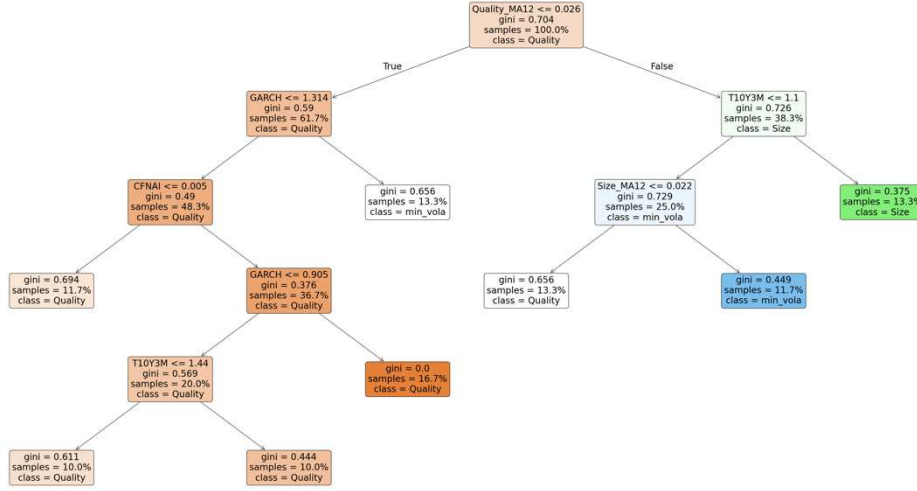 Quality_MA12 <= 0.026
gini = 0.704
samples = 100.0%
class = Quality
True
False
GARCH <= 1.314
gini = 0.59
samples = 61.7%
class = Quality
T10Y3M <= 1.1
gini = 0.726
samples = 38.3%
class = Size
CFNAI <= 0.005
gini = 0.49
samples = 48.3%
class = Quality
gini = 0.656
samples = 13.3%
class = min_vola
Size_MA12 <= 0.022
gini = 0.729
samples = 25.0%
class = min_vola
gini = 0.375
samples = 13.3%
class = Size
gini = 0.694
samples = 11.7%
class = Quality
GARCH <= 0.905
gini = 0.376
samples = 36.7%
class = Quality
gini = 0.656
samples = 13.3%
class = Quality
gini = 0.449
samples = 11.7%
class = min_vola
T10Y3M <= 1.44
gini = 0.569
samples = 20.0%
class = Quality
gini = 0.0
samples = 16.7%
class = Quality
gini = 0.611
samples = 10.0%
class = Quality
gini = 0.444
samples = 10.0%
class = Quality